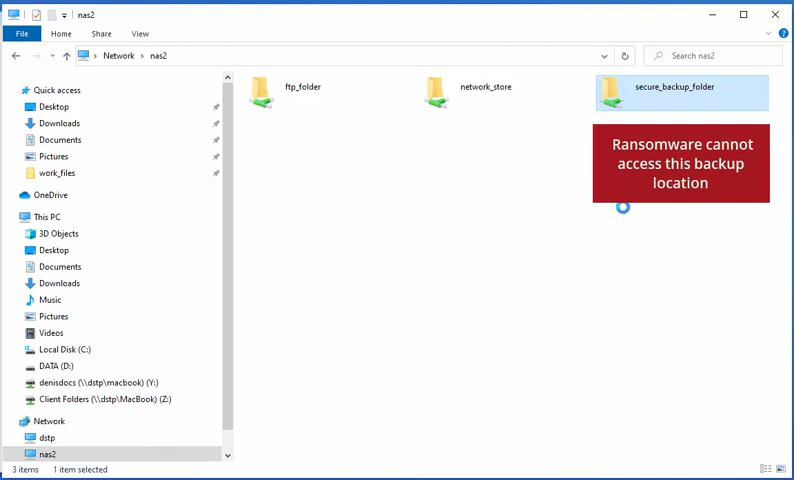 nas2
File Home Share View
Network nas2 Search nas2
Quick access
Desktop
Downloads
Documents
Pictures
work_files
OneDrive
This PC
3D Objects
Desktop
Documents
Downloads
Music
Pictures
Videos
Local Disk (C:)
DATA (D:)
denisdocs (\\dstp\macbook) (Y:)
Client Folders (\\dstp\MacBook) (Z:)
Network
dstp
nas2
ftp_folder network_store secure_backup_folder
Ransomware cannot
access this backup
location
3 items 1 item selected